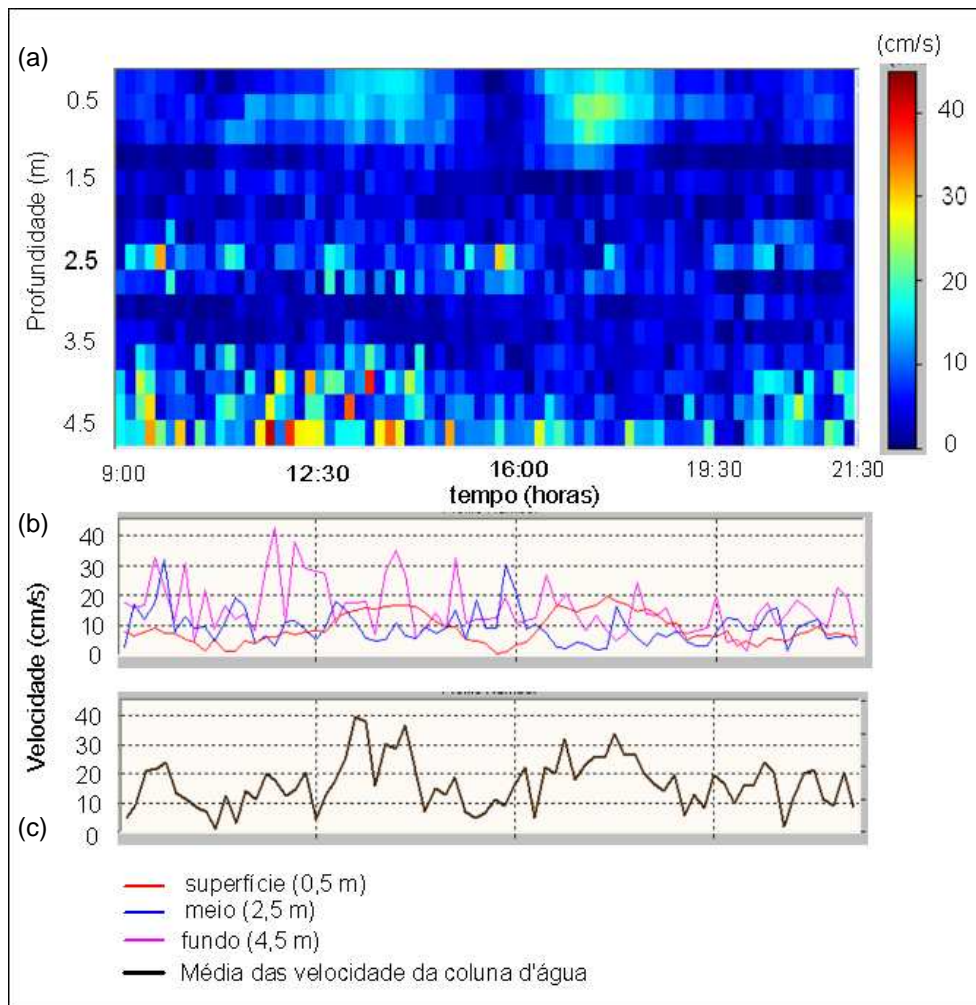 (a)
(cm/s)
Profundidade (m)
0.5
1.5
2.5
3.5
4.5
40
30
20
10
0
9:00 12:30 16:00 19:30 21:30
tempo (horas)
(b)
Velocidade (cm/s)
40
30
20
10
0
40
30
20
10
0
(c)
superfície (0,5 m)
meio (2,5 m)
fundo (4,5 m)
Média das velocidade da coluna d'água